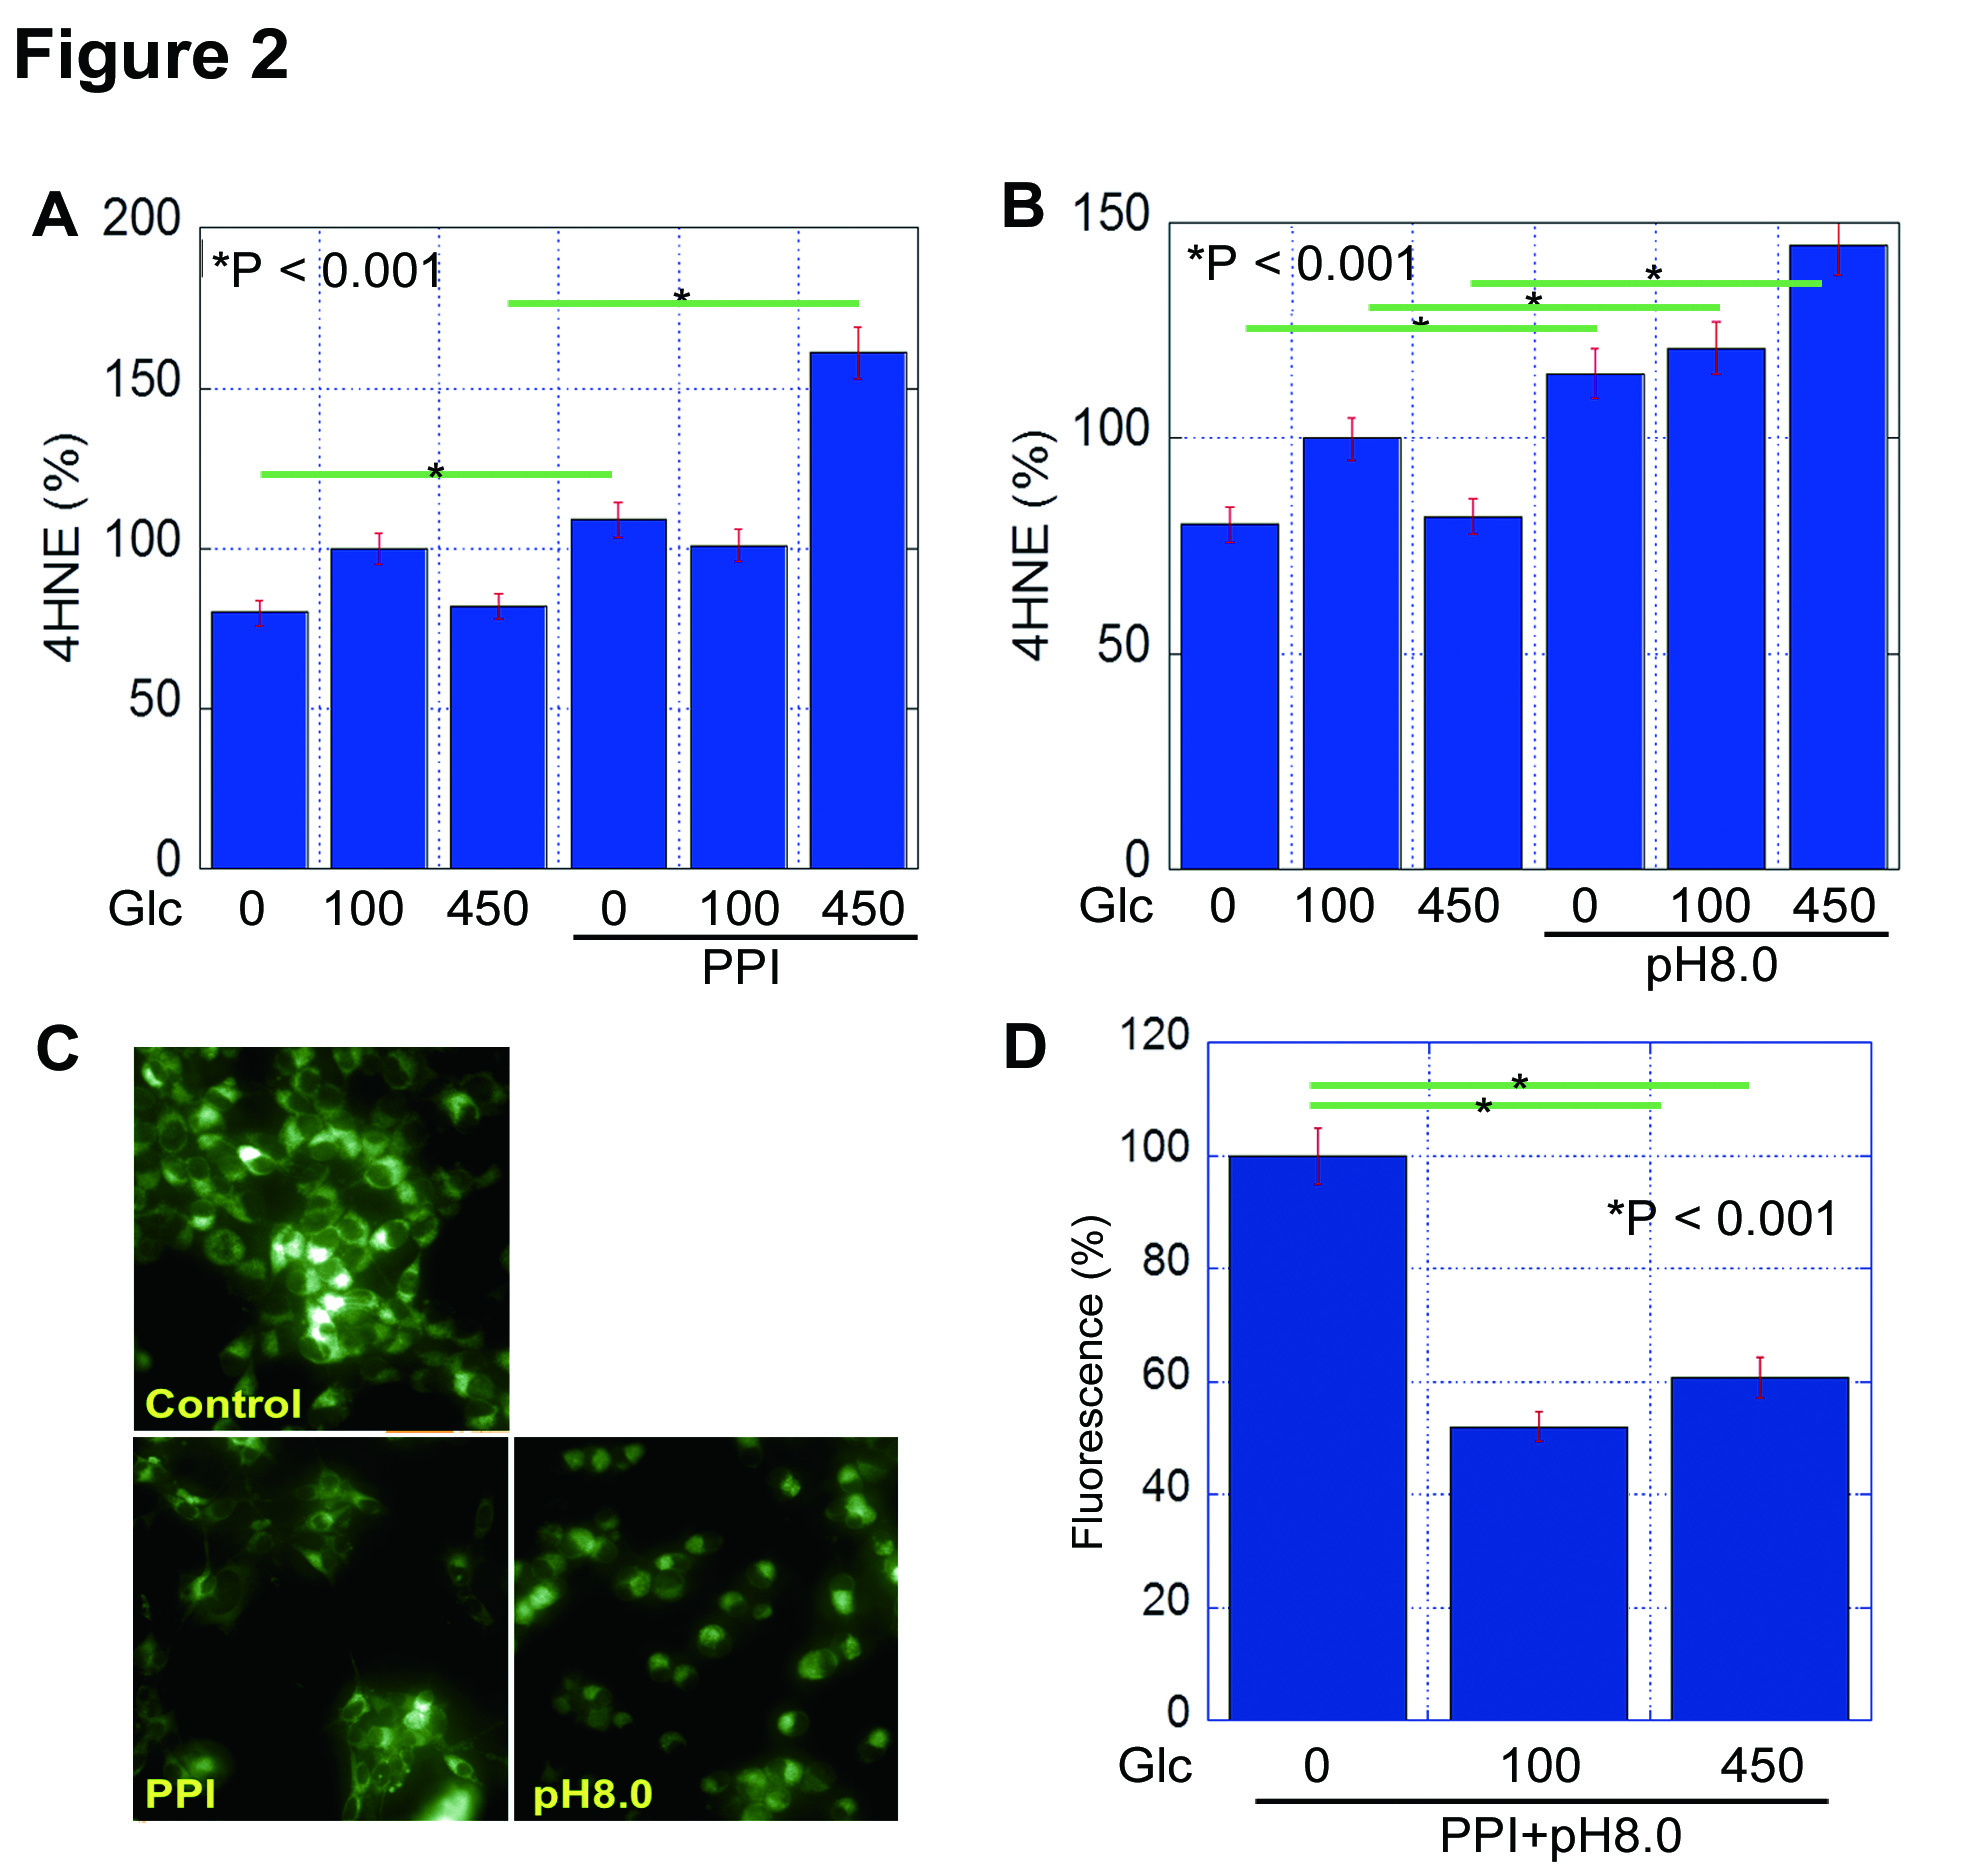 Figure 2
A
200
150
100
50
0
4HNE (%)
*P < 0.001
*
*
Glc 0 100 450 0 100 450
PPI
B
150
100
50
0
4HNE (%)
*P < 0.001
*
*
*
Glc 0 100 450 0 100 450
pH8.0
C
Control
PPI
pH8.0
D
120
100
80
60
40
20
0
Fluorescence (%)
*
*
*P < 0.001
Glc 0 100 450
PPI+pH8.0